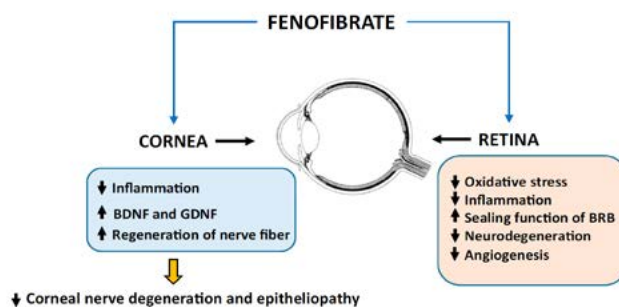 FENOFIBRATE
CORNEA
Inflammation
BDNF and GDNF
Regeneration of nerve fiber
Corneal nerve degeneration and epitheliopathy
RETINA
Oxidative stress
Inflammation
Sealing function of BRB
Neurodegeneration
Angiogenesis